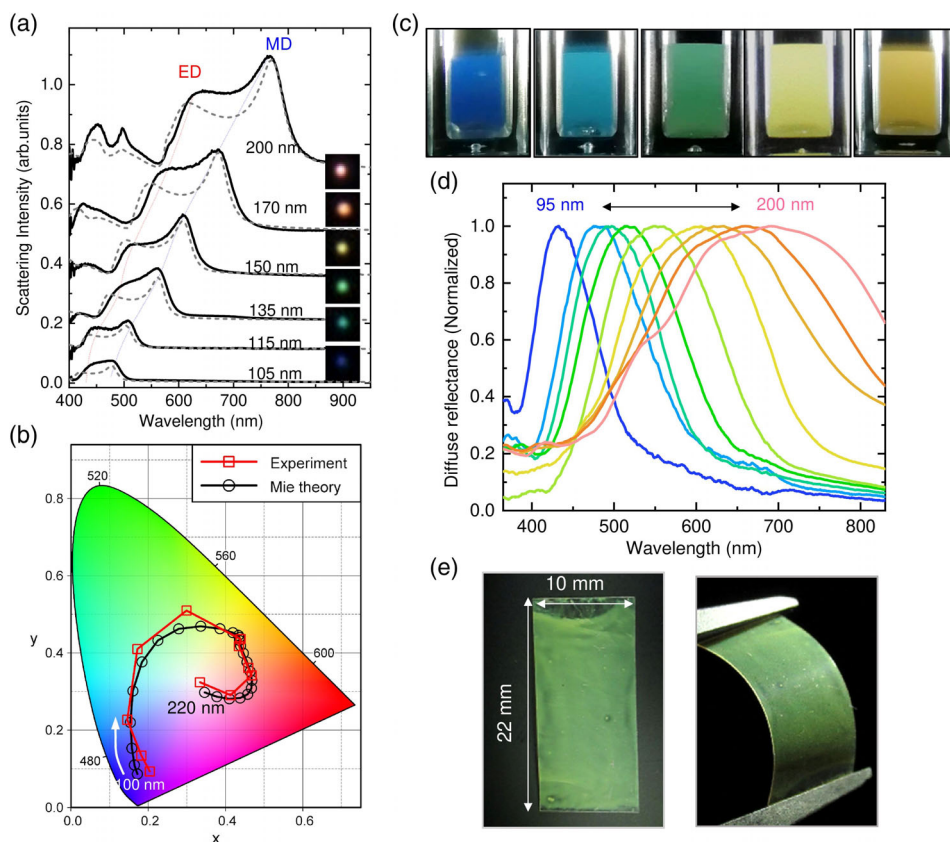 (a)
ED
MD
Scattering Intensity (arb.units)
1.0
0.8
0.6
0.4
0.2
0.0
200 nm
170 nm
150 nm
135 nm
115 nm
105 nm
400 500 600 700 800 900
Wavelength (nm)
(b)
Experiment
Mie theory
520
560
600
480
220 nm
100 nm
y
0.8
0.6
0.4
0.2
0.0
0.0 0.2 0.4 0.6
x
(c)
(d)
95 nm
200 nm
Diffuse reflectance (Normalized)
1.0
0.8
0.6
0.4
0.2
0.0
400 500 600 700 800
Wavelength (nm)
(e)
10 mm
22 mm